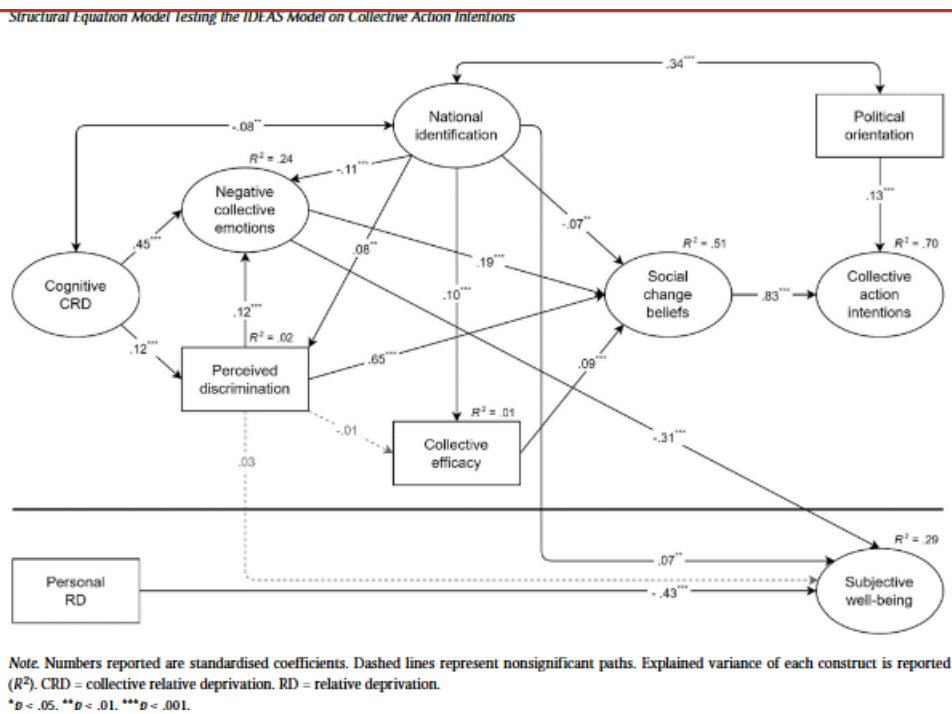 Structural Equation Model Testing the IDEAS Model on Collective Action Intentions
.34***
National
identification
Political
orientation
-.08**
R² = .24
-.11***
Negative
collective
emotions
.13***
-.07**
R² = .51
R² = .70
.45***
.08**
.19***
Cognitive
CRD
Social
change
beliefs
.83***
Collective
action
intentions
.10***
.12***
R² = .02
.12***
.65***
Perceived
discrimination
.09***
-.01
R² = .01
Collective
efficacy
.03
-.31***
R² = .29
Personal
RD
.07**
-.43***
Subjective
well-being
Note. Numbers reported are standardised coefficients. Dashed lines represent nonsignificant paths. Explained variance of each construct is reported
(R²). CRD = collective relative deprivation. RD = relative deprivation.
*p < .05. **p < .01. ***p < .001.